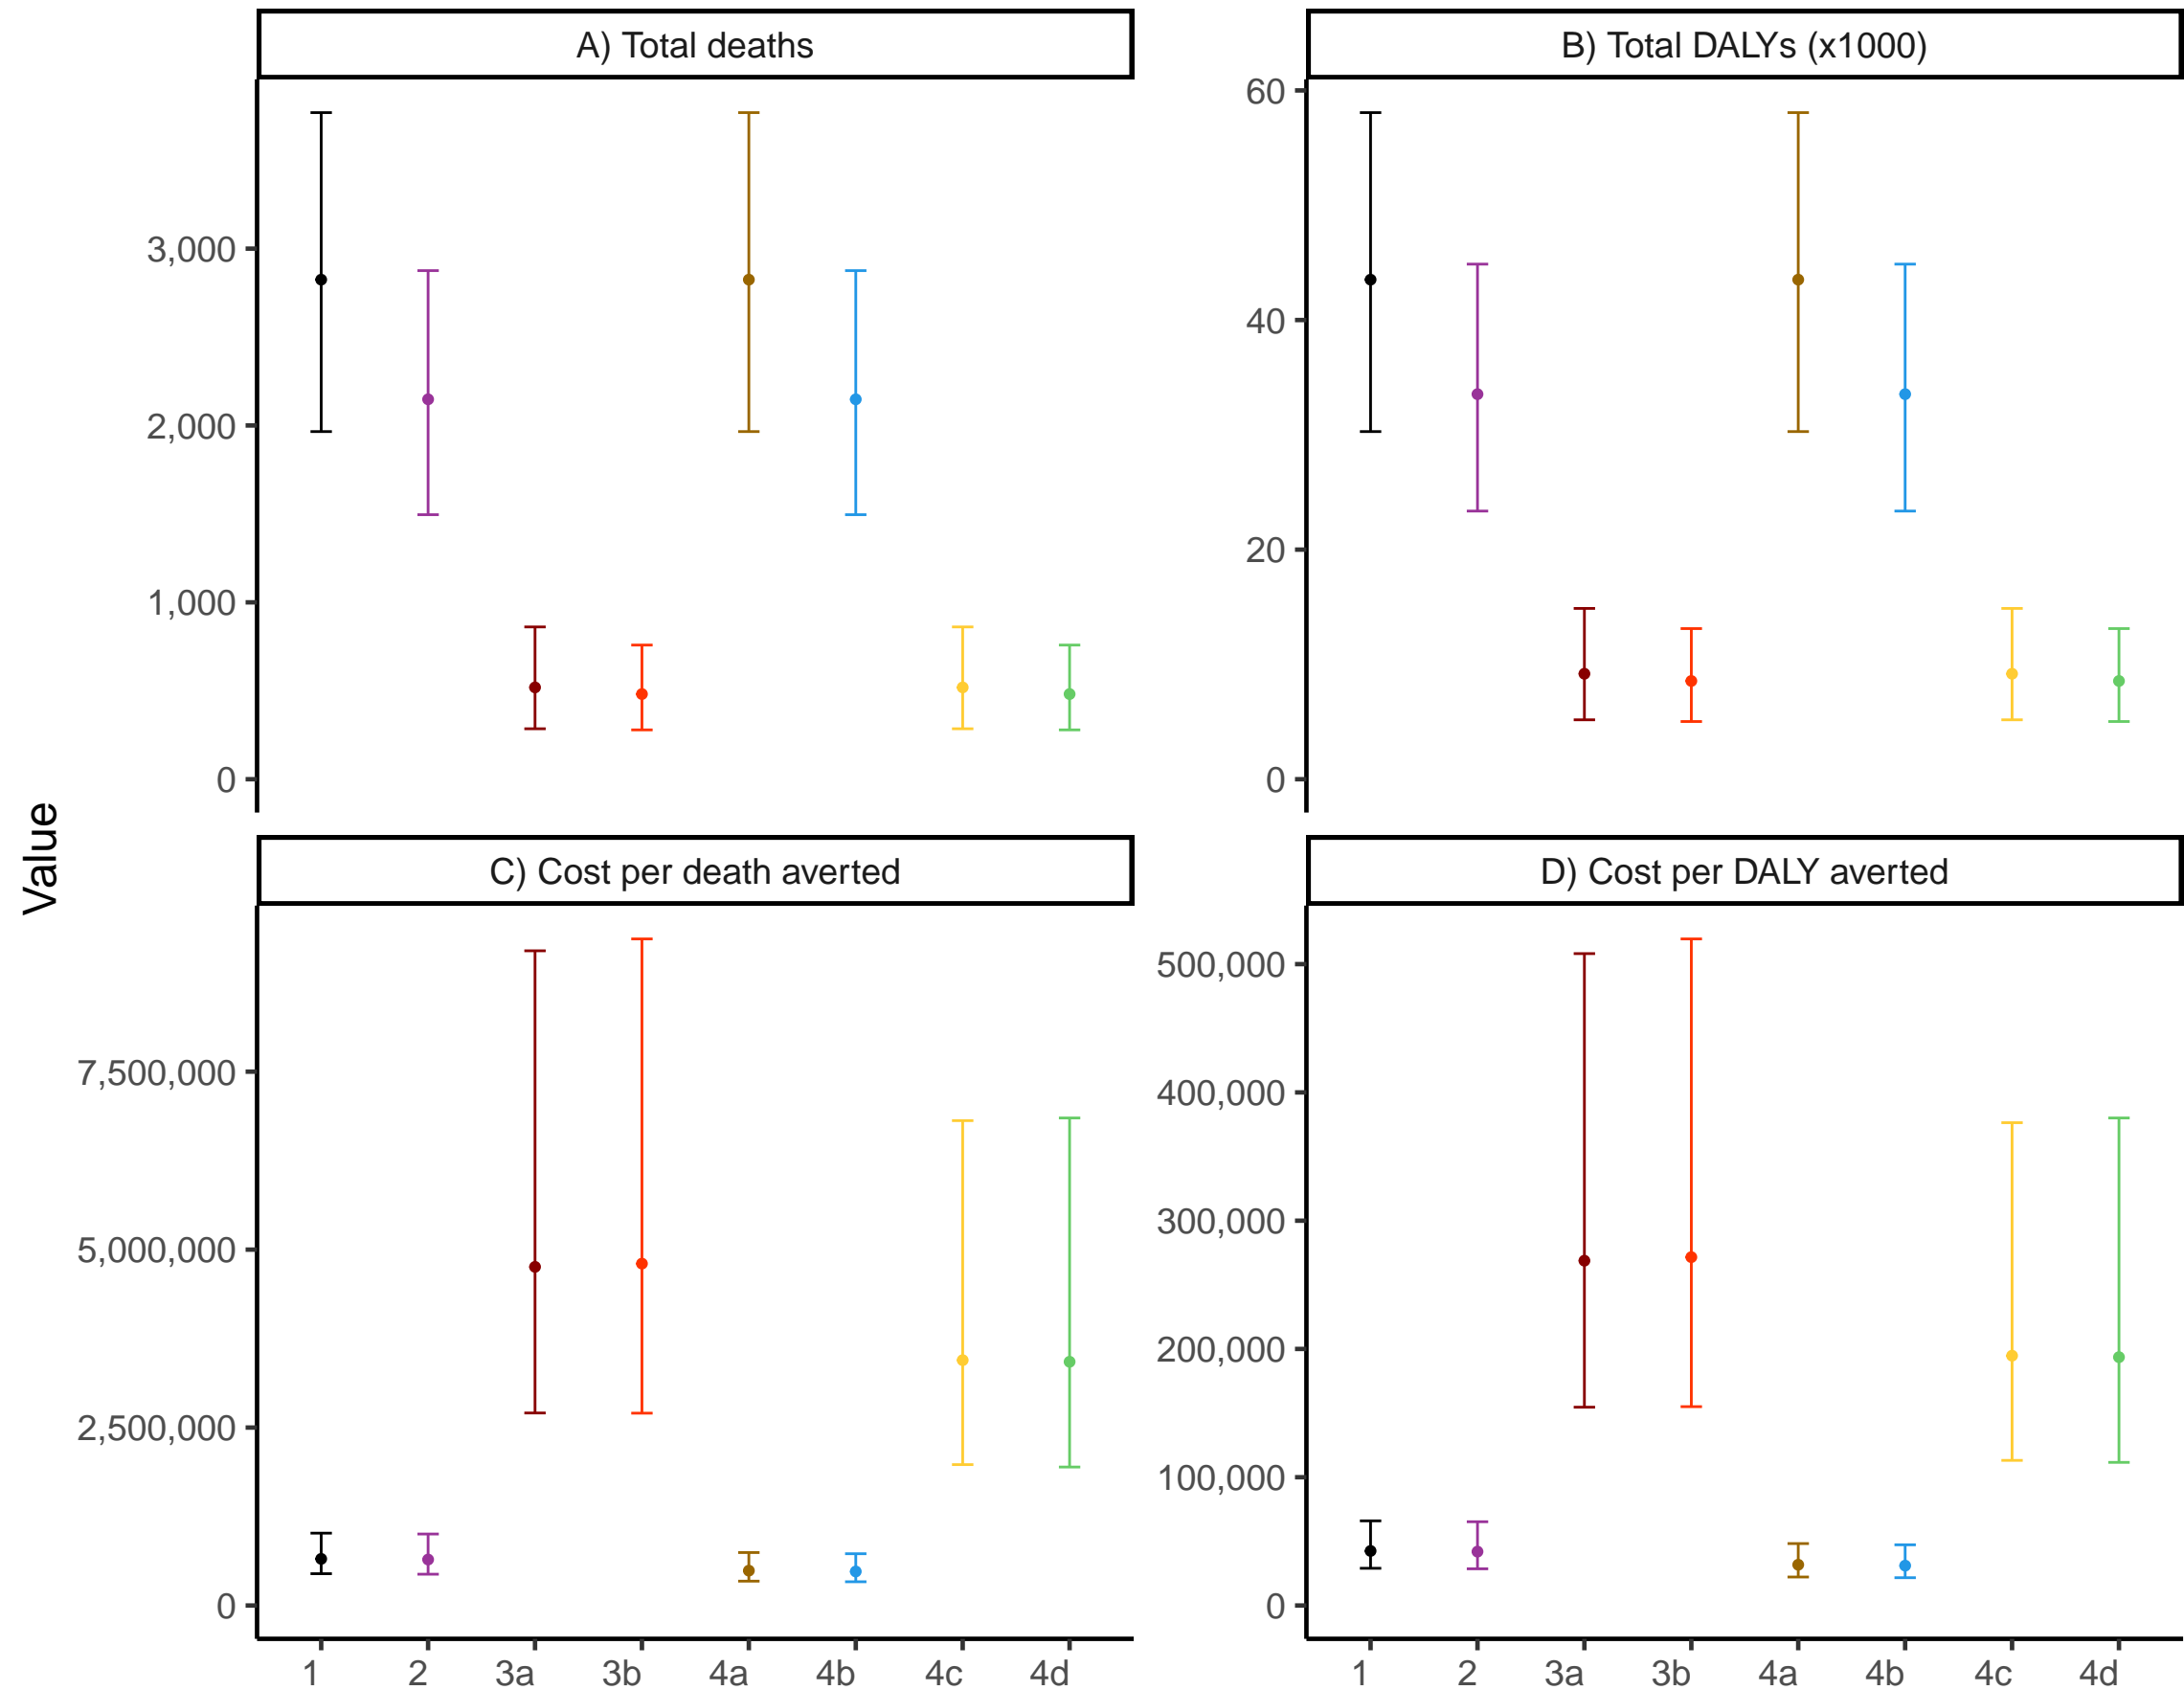 A) Total deaths
B) Total DALYs (x1000)
3,000
2,000
1,000
0
60
40
20
0
Value
C) Cost per death averted
D) Cost per DALY averted
7,500,000
5,000,000
2,500,000
0
500,000
400,000
300,000
200,000
100,000
0
1 2 3a 3b 4a 4b 4c 4d
1 2 3a 3b 4a 4b 4c 4d